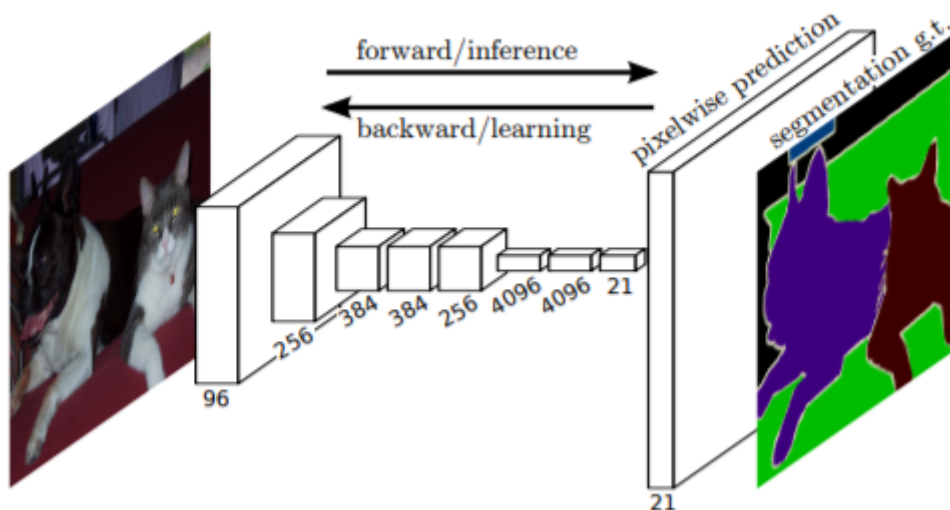 forward/inference
backward/learning
pixelwise prediction
segmentation g.t.
96
256
384
384
256
4096
4096
21
21